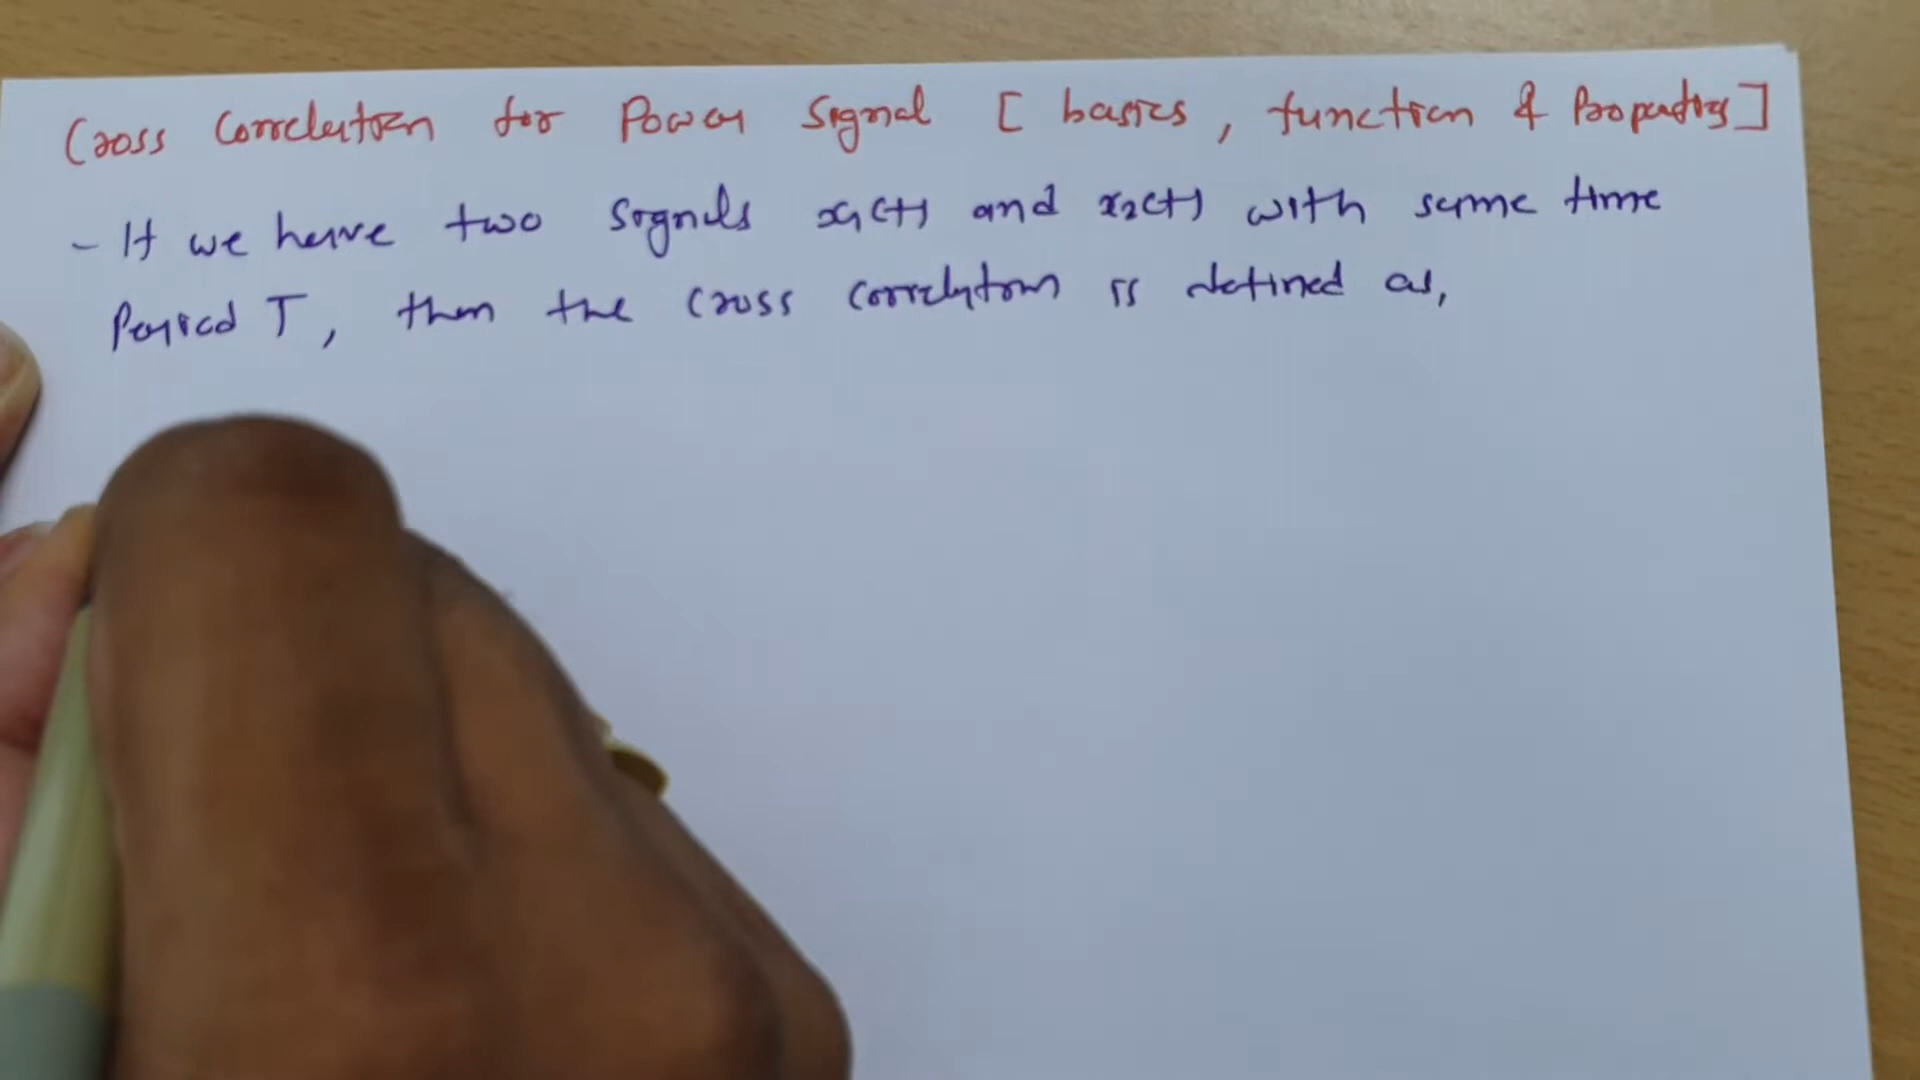 Cross Correlation for Power Signal [ basics , function & Properties ]
- If we have two signals x1(t) and x2(t) with same time
Period T , then the cross correlation is defined as,